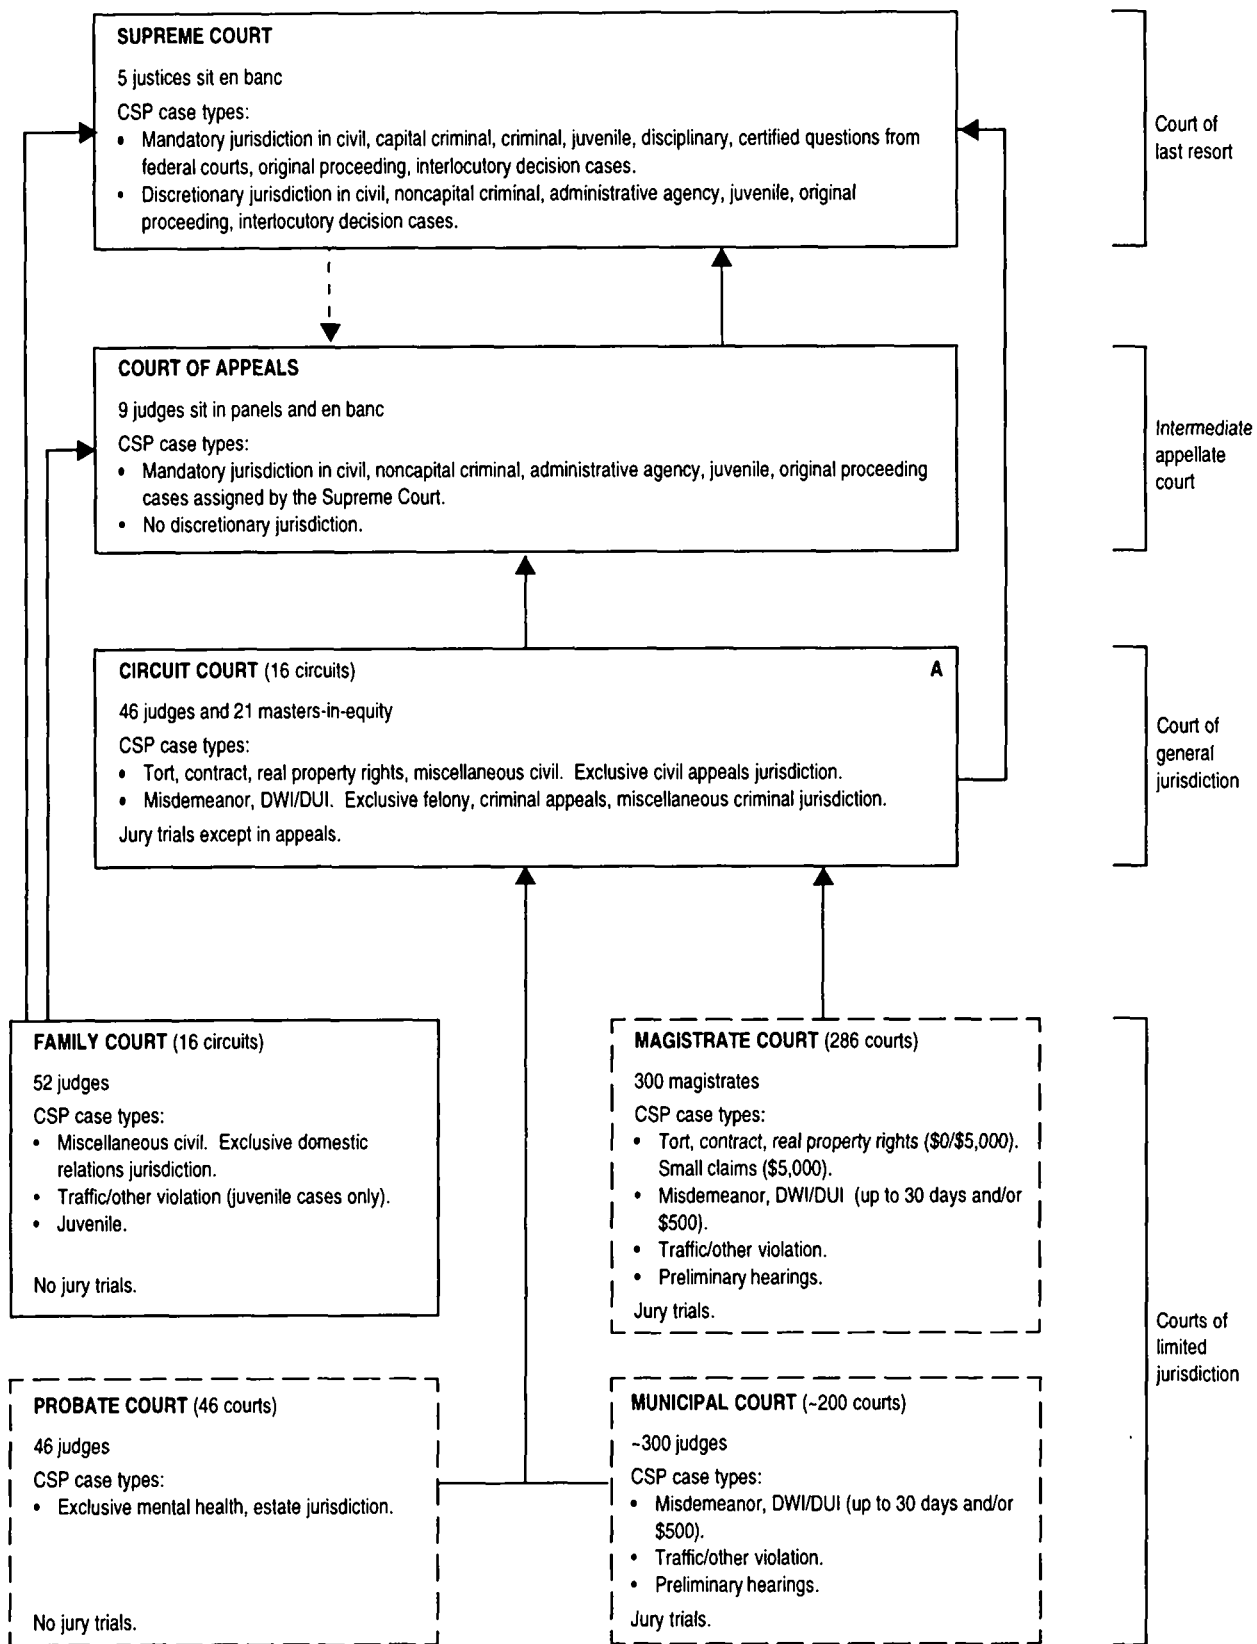 SUPREME COURT
5 justices sit en banc
CSP case types:
• Mandatory jurisdiction in civil, capital criminal, criminal, juvenile, disciplinary, certified questions from
federal courts, original proceeding, interlocutory decision cases.
• Discretionary jurisdiction in civil, noncapital criminal, administrative agency, juvenile, original
proceeding, interlocutory decision cases.
Court of
last resort
COURT OF APPEALS
9 judges sit in panels and en banc
CSP case types:
• Mandatory jurisdiction in civil, noncapital criminal, administrative agency, juvenile, original proceeding
cases assigned by the Supreme Court.
• No discretionary jurisdiction.
Intermediate
appellate
court
CIRCUIT COURT (16 circuits) A
46 judges and 21 masters-in-equity
CSP case types:
• Tort, contract, real property rights, miscellaneous civil. Exclusive civil appeals jurisdiction.
• Misdemeanor, DWI/DUI. Exclusive felony, criminal appeals, miscellaneous criminal jurisdiction.
Jury trials except in appeals.
Court of
general
jurisdiction
FAMILY COURT (16 circuits)
52 judges
CSP case types:
• Miscellaneous civil. Exclusive domestic
relations jurisdiction.
• Traffic/other violation (juvenile cases only).
• Juvenile.
No jury trials.
MAGISTRATE COURT (286 courts)
300 magistrates
CSP case types:
• Tort, contract, real property rights ($0/$5,000).
Small claims ($5,000).
• Misdemeanor, DWI/DUI (up to 30 days and/or
$500).
• Traffic/other violation.
• Preliminary hearings.
Jury trials.
PROBATE COURT (46 courts)
46 judges
CSP case types:
• Exclusive mental health, estate jurisdiction.
No jury trials.
MUNICIPAL COURT (~200 courts)
~300 judges
CSP case types:
• Misdemeanor, DWI/DUI (up to 30 days and/or
$500).
• Traffic/other violation.
• Preliminary hearings.
Jury trials.
Courts of
limited
jurisdiction